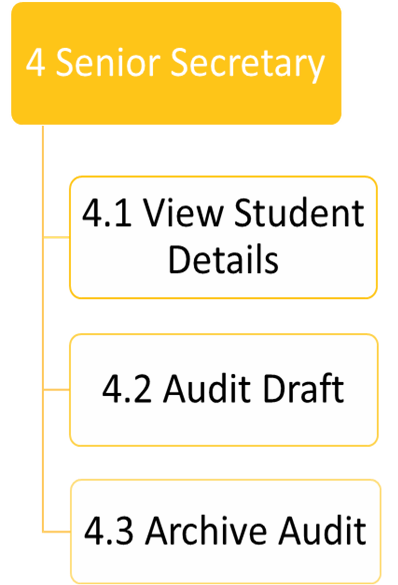 4 Senior Secretary
4.1 View Student
Details
4.2 Audit Draft
4.3 Archive Audit